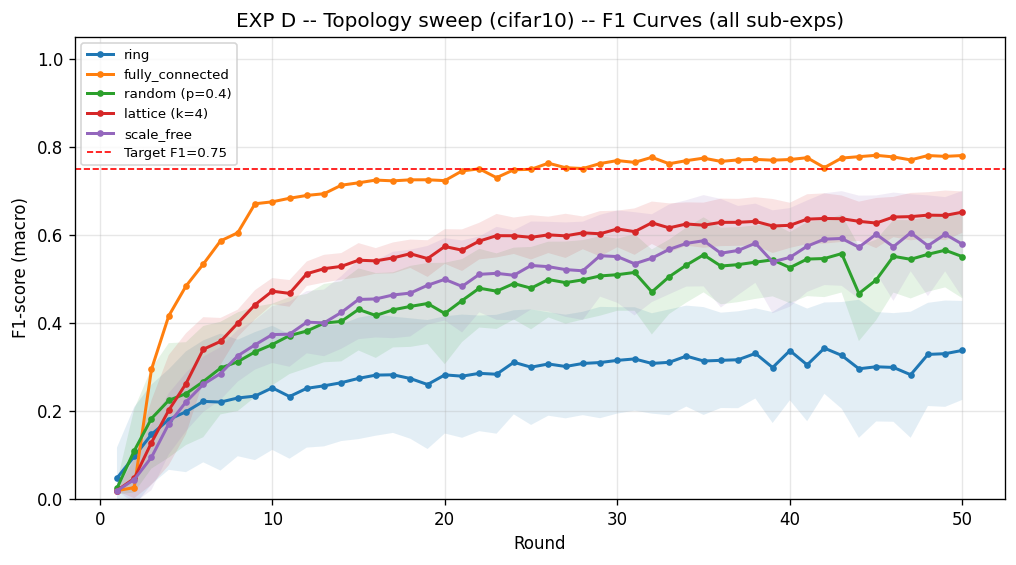 EXP D -- Topology sweep (cifar10) -- F1 Curves (all sub-exps)
ring
fully_connected
random (p=0.4)
lattice (k=4)
scale_free
Target F1=0.75
F1-score (macro)
1.0
0.8
0.6
0.4
0.2
0.0
0
10
20
30
40
50
Round